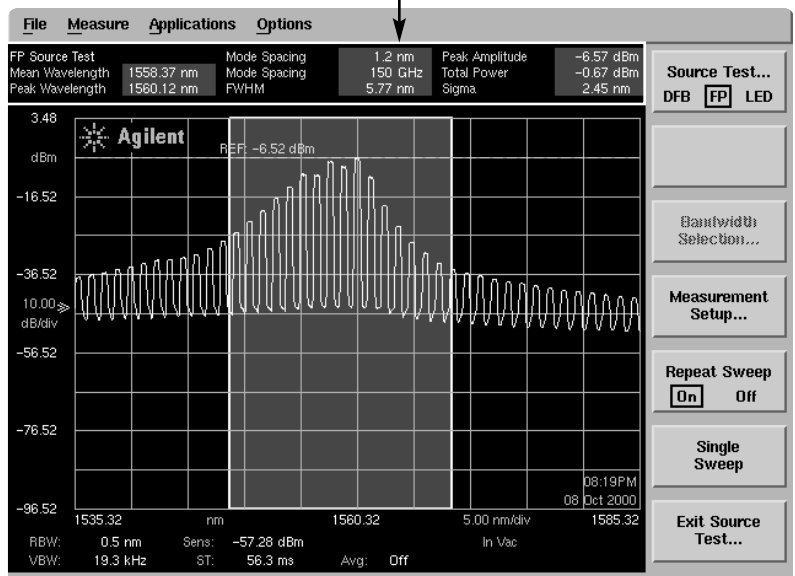 File Measure Applications Options
FP Source Test Mode Spacing 1.2 nm Peak Amplitude −6.57 dBm
Mean Wavelength 1558.37 nm Mode Spacing 150 GHz Total Power −0.67 dBm
Peak Wavelength 1560.12 nm FWHM 5.77 nm Sigma 2.45 nm
Source Test...
DFB FP LED
3.48
Agilent
REF: −6.52 dBm
dBm
−16.52
Bandwidth
Selection...
−36.52
10.00
dB/div
Measurement
Setup...
−56.52
Repeat Sweep
On Off
−76.52
Single
Sweep
08:19PM
08 Oct 2000
−96.52
1535.32 nm 1560.32 5.00 nm/div 1585.32
Exit Source
Test...
RBW: 0.5 nm Sens: −57.28 dBm In Vac
VBW: 19.3 kHz ST: 56.3 ms Avg: Off